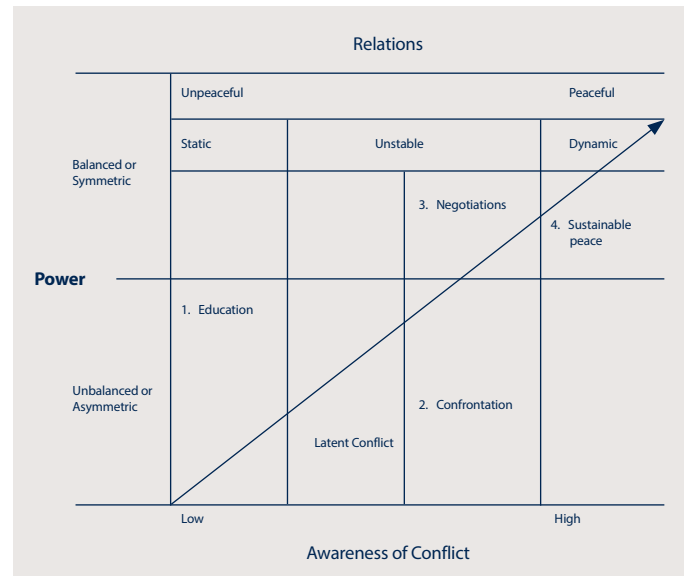 Relations
Unpeaceful Peaceful
Static Unstable Dynamic
Balanced or
Symmetric
3. Negotiations
4. Sustainable
peace
Power
1. Education
Unbalanced or
Asymmetric
2. Confrontation
Latent Conflict
Low High
Awareness of Conflict